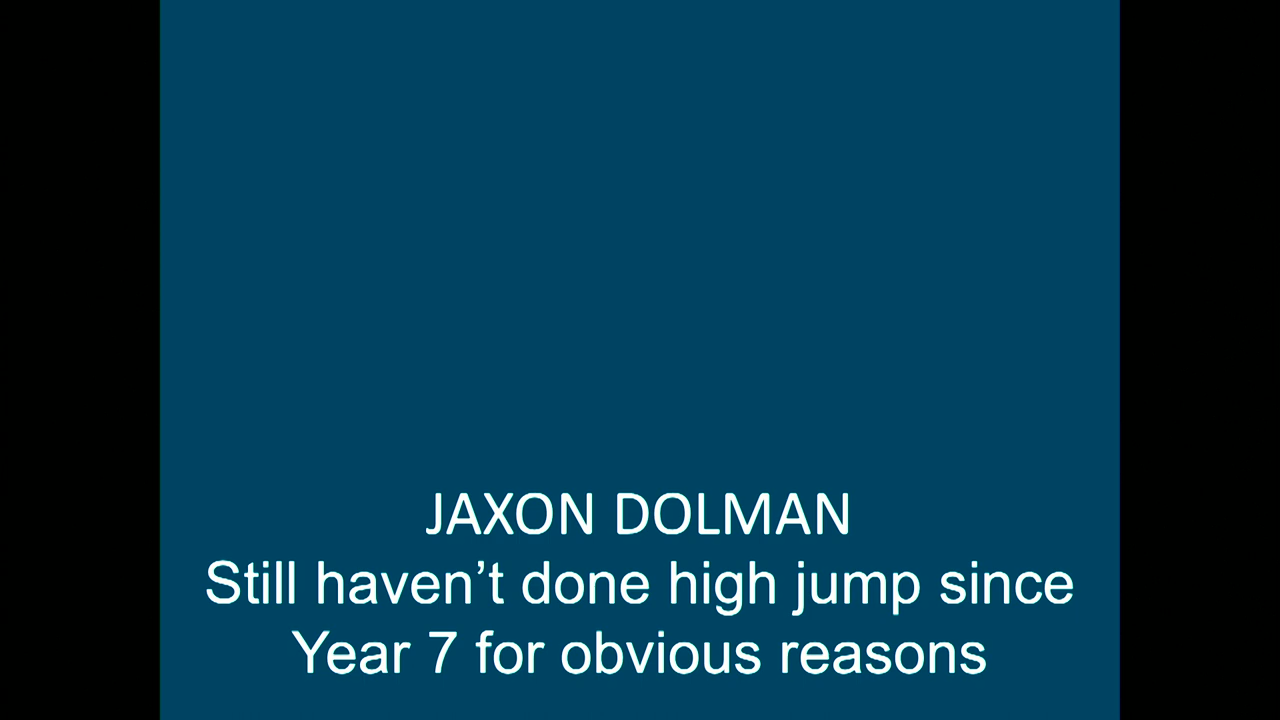 JAXON DOLMAN
Still haven’t done high jump since
Year 7 for obvious reasons